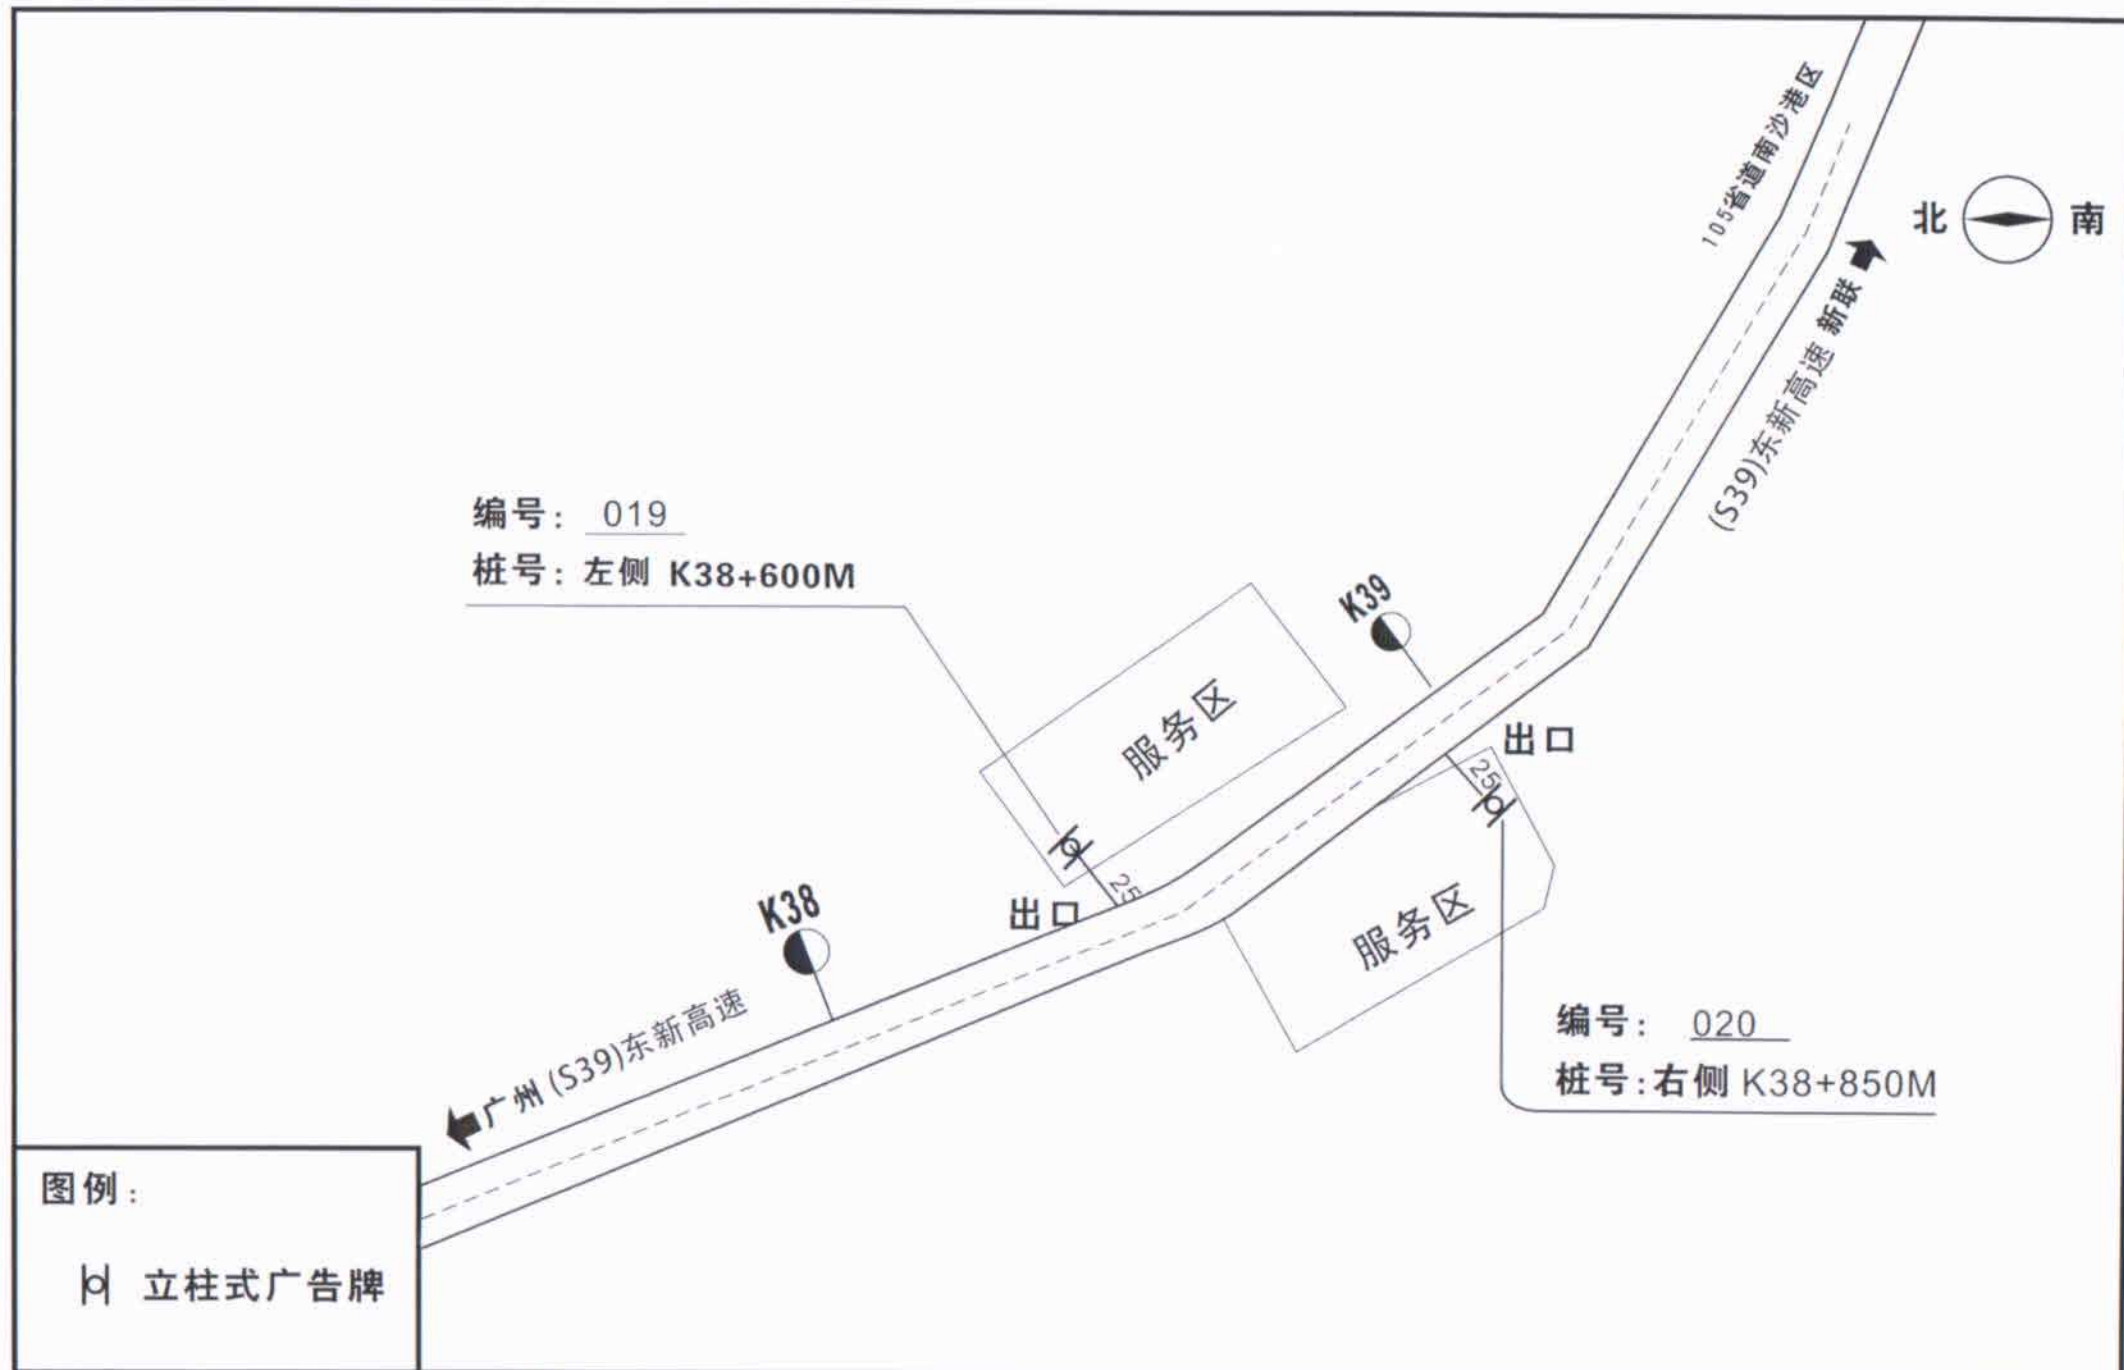 105省道南沙港区
北 南
(S39)东新高速 新联
编号: 019
桩号: 左侧 K38+600M
K39
服务区
出口
25
25
K38
出口
服务区
广州 (S39)东新高速
编号: 020
桩号:右侧 K38+850M
图例:
立柱式广告牌